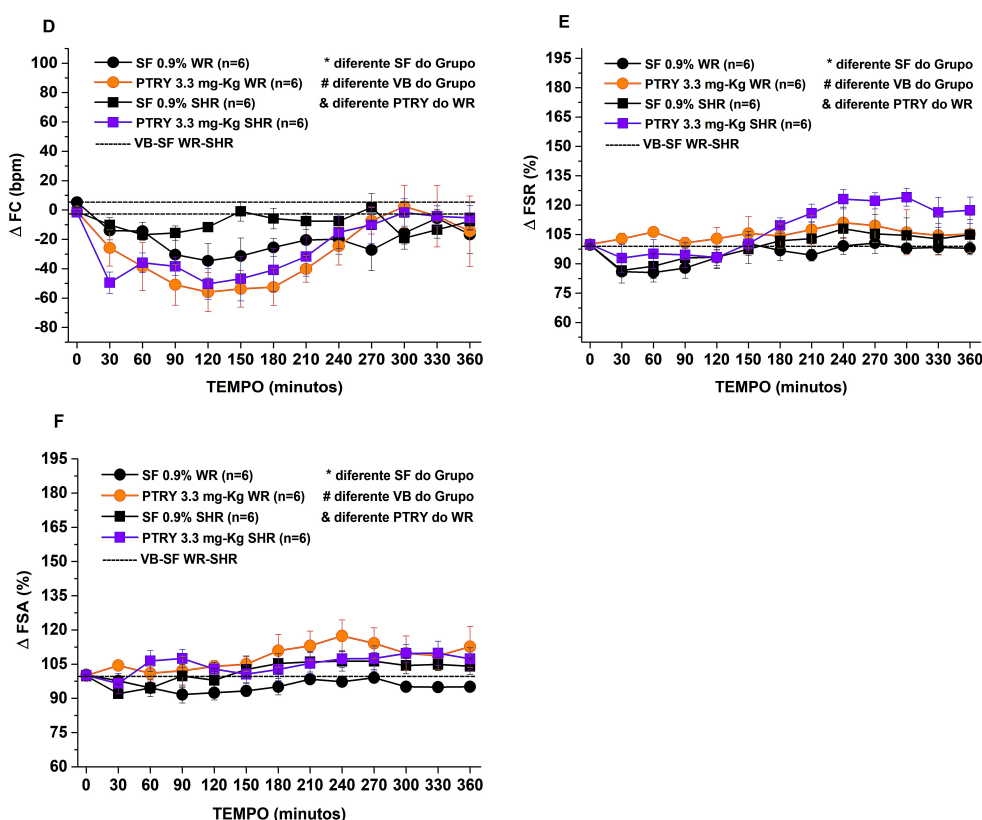 D
SF 0.9% WR (n=6)
PTRY 3.3 mg-Kg WR (n=6)
SF 0.9% SHR (n=6)
PTRY 3.3 mg-Kg SHR (n=6)
VB-SF WR-SHR
* diferente SF do Grupo
# diferente VB do Grupo
& diferente PTRY do WR
Δ FC (bpm)
100
80
60
40
20
0
-20
-40
-60
-80
0 30 60 90 120 150 180 210 240 270 300 330 360
TEMPO (minutos)
E
SF 0.9% WR (n=6)
PTRY 3.3 mg-Kg WR (n=6)
SF 0.9% SHR (n=6)
PTRY 3.3 mg-Kg SHR (n=6)
VB-SF WR-SHR
* diferente SF do Grupo
# diferente VB do Grupo
& diferente PTRY do WR
Δ FSR (%)
195
180
165
150
135
120
105
90
75
60
0 30 60 90 120 150 180 210 240 270 300 330 360
TEMPO (minutos)
F
SF 0.9% WR (n=6)
PTRY 3.3 mg-Kg WR (n=6)
SF 0.9% SHR (n=6)
PTRY 3.3 mg-Kg SHR (n=6)
VB-SF WR-SHR
* diferente SF do Grupo
# diferente VB do Grupo
& diferente PTRY do WR
Δ FSA (%)
195
180
165
150
135
120
105
90
75
60
0 30 60 90 120 150 180 210 240 270 300 330 360
TEMPO (minutos)